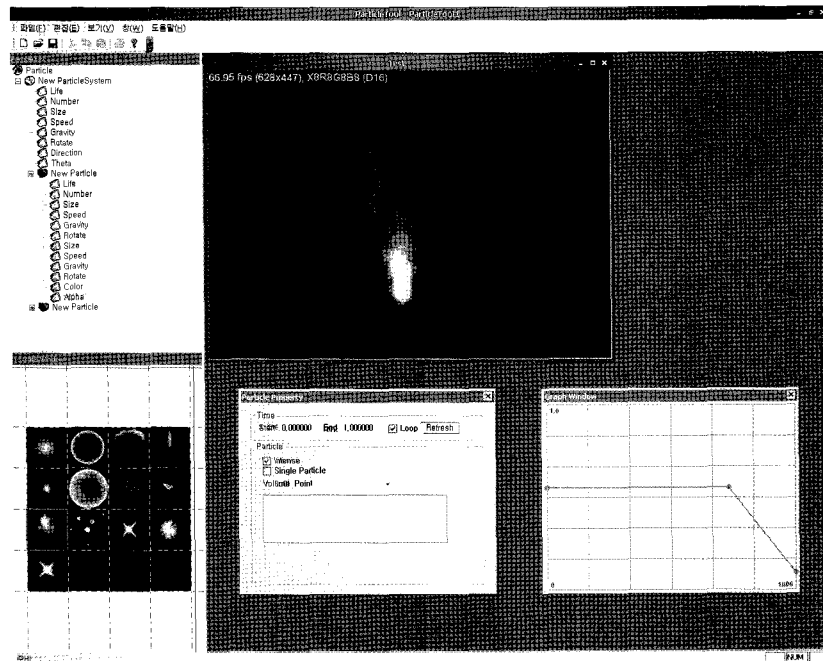 ParticleTool - ParticleTool1
파일(F) 편집(E) 보기(V) 창(W) 도움말(H)
Particle
New ParticleSystem
Life
Number
Size
Speed
Gravity
Rotate
Direction
Theta
New Particle
Life
Number
Size
Speed
Gravity
Rotate
Size
Speed
Gravity
Rotate
Color
Alpha
New Particle
66.95 fps (628x447), X8R8G8B8 (D16)
Particle Property
Time
Start 0.000000 End 1.000000 Loop Refresh
Particle
Intense
Single Particle
Point
Graph Window
1.0
0
NUM